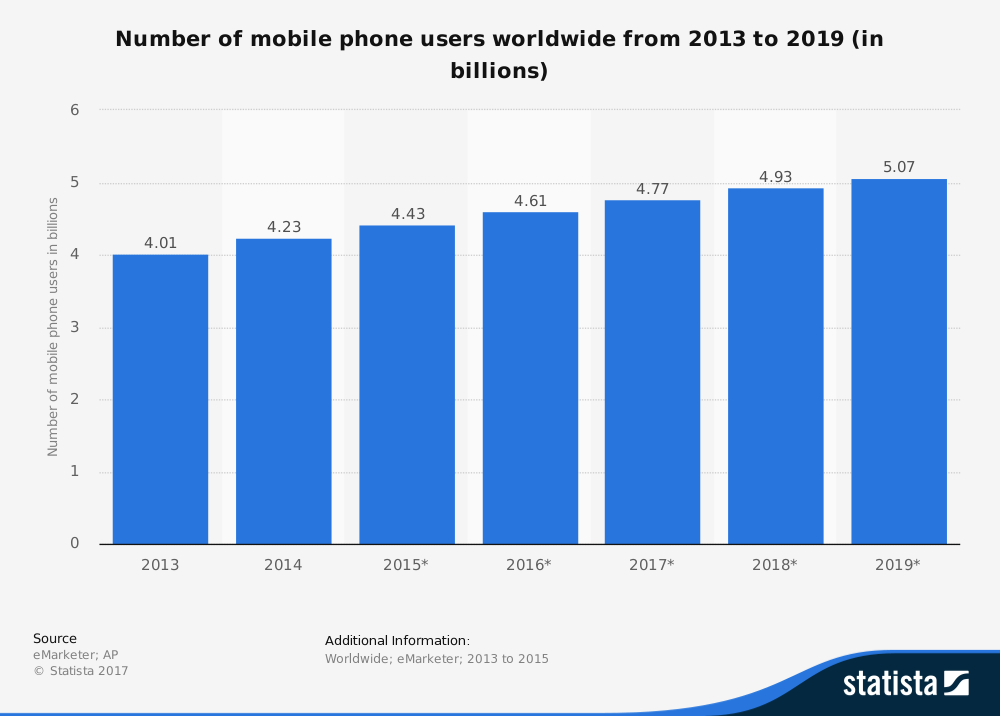 Number of mobile phone users worldwide from 2013 to 2019 (in
billions)
Number of mobile phone users in billions
6
5
4
3
2
1
0
4.01
4.23
4.43
4.61
4.77
4.93
5.07
2013
2014
2015*
2016*
2017*
2018*
2019*
Source
eMarketer; AP
© Statista 2017
Additional Information:
Worldwide; eMarketer; 2013 to 2015
statista